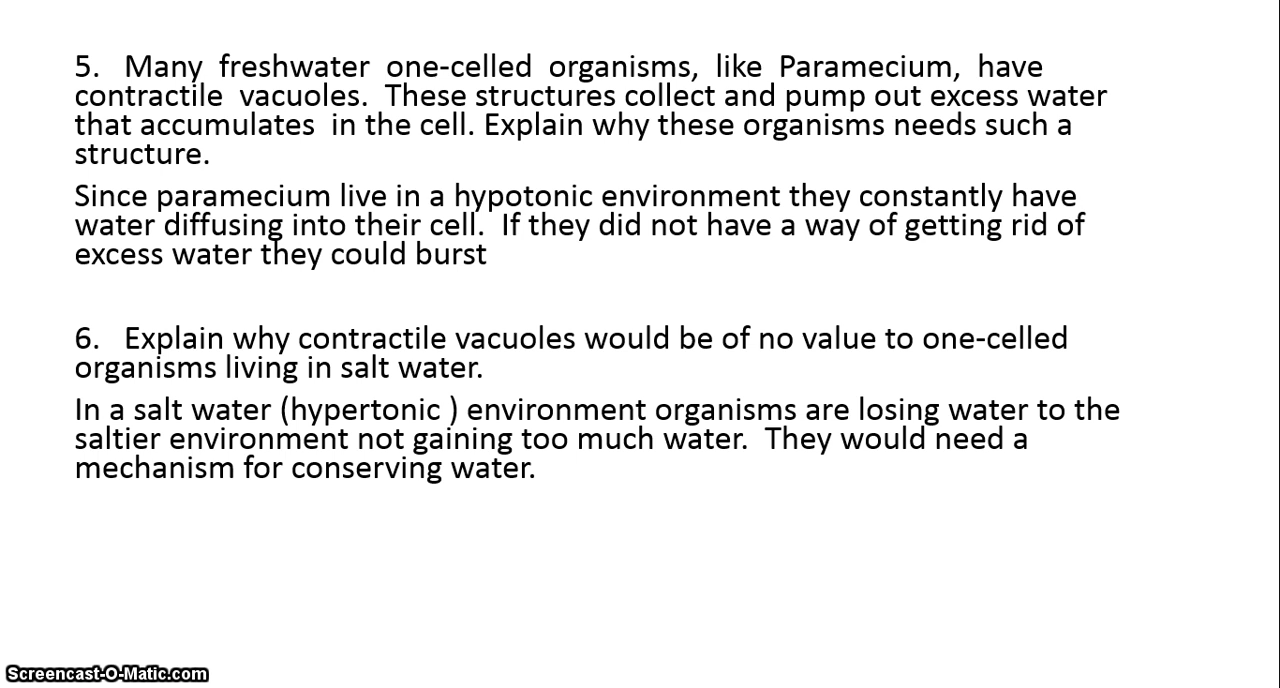 5. Many freshwater one-celled organisms, like Paramecium, have
contractile vacuoles. These structures collect and pump out excess water
that accumulates in the cell. Explain why these organisms needs such a
structure.
Since paramecium live in a hypotonic environment they constantly have
water diffusing into their cell. If they did not have a way of getting rid of
excess water they could burst
6. Explain why contractile vacuoles would be of no value to one-celled
organisms living in salt water.
In a salt water (hypertonic ) environment organisms are losing water to the
saltier environment not gaining too much water. They would need a
mechanism for conserving water.
Screencast-O-Matic.com